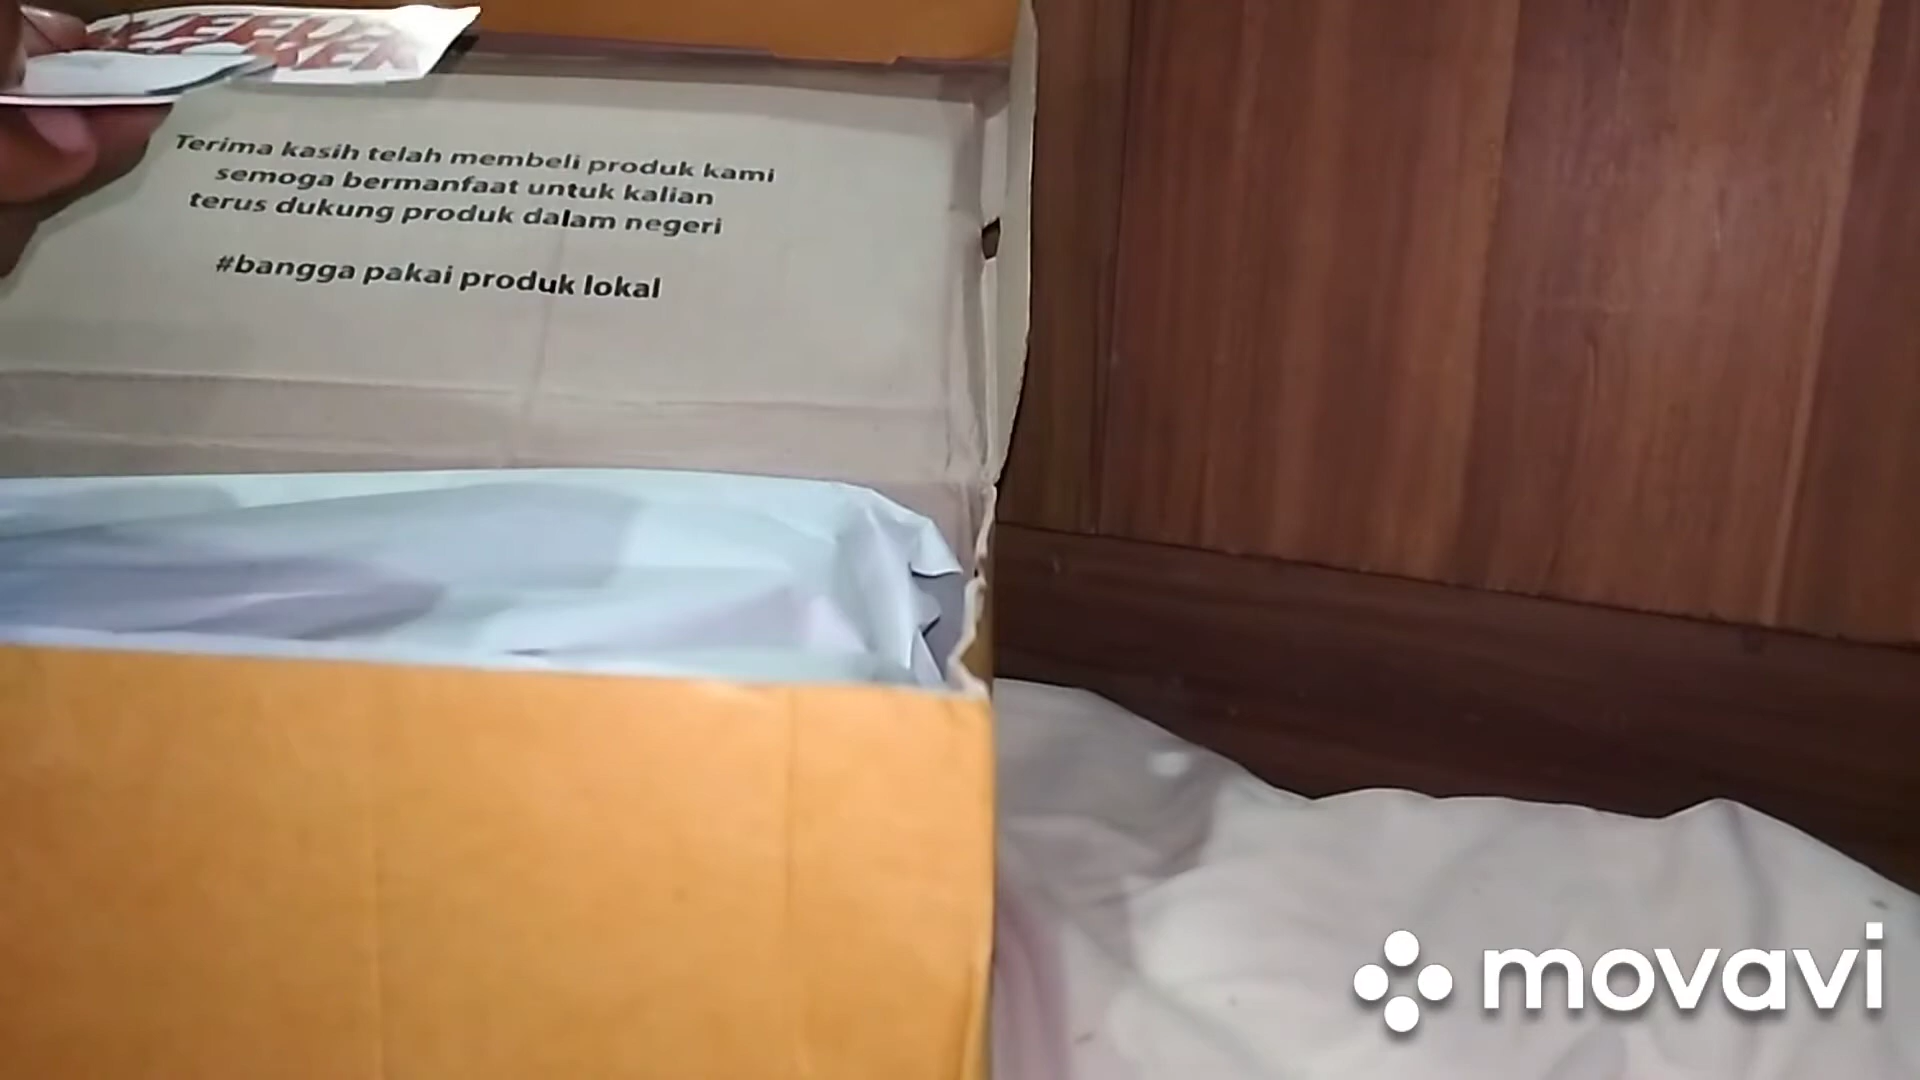 Terima kasih telah membeli produk kami
semoga bermanfaat untuk kalian
terus dukung produk dalam negeri
#bangga pakai produk lokal
movavi